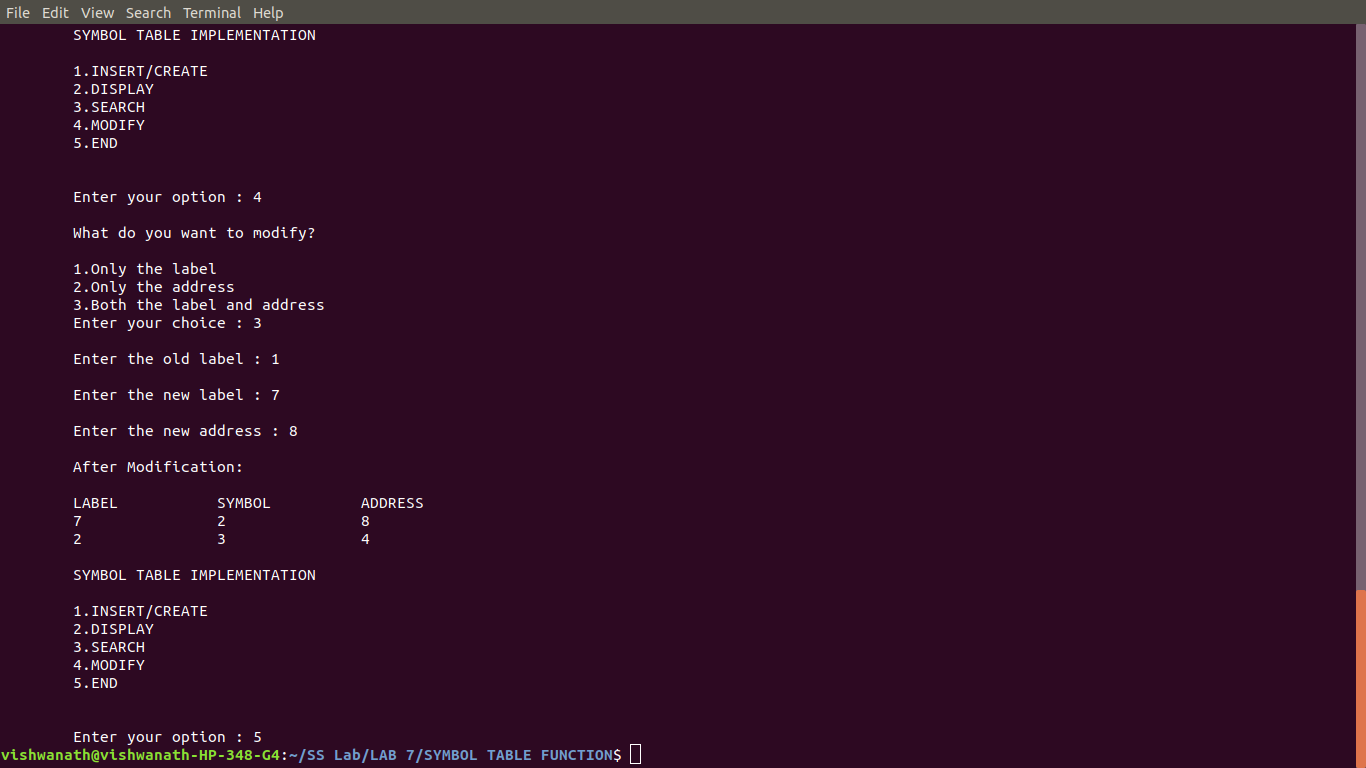 File Edit View Search Terminal Help
SYMBOL TABLE IMPLEMENTATION
1.INSERT/CREATE
2.DISPLAY
3.SEARCH
4.MODIFY
5.END
Enter your option : 4
What do you want to modify?
1.Only the label
2.Only the address
3.Both the label and address
Enter your choice : 3
Enter the old label : 1
Enter the new label : 7
Enter the new address : 8
After Modification:
LABEL SYMBOL ADDRESS
7 2 8
2 3 4
SYMBOL TABLE IMPLEMENTATION
1.INSERT/CREATE
2.DISPLAY
3.SEARCH
4.MODIFY
5.END
Enter your option : 5
vishwanath@vishwanath-HP-348-G4:~/SS Lab/LAB 7/SYMBOL TABLE FUNCTION$